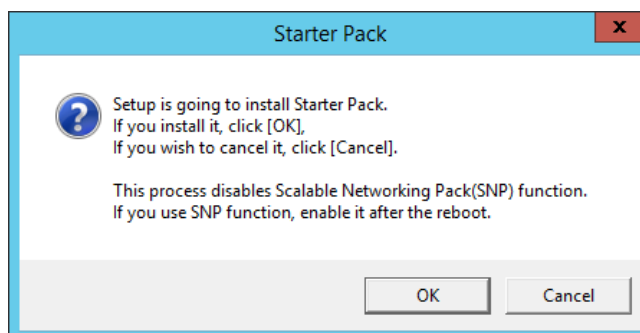 Starter Pack
x
?
Setup is going to install Starter Pack.
If you install it, click [OK],
If you wish to cancel it, click [Cancel].
This process disables Scalable Networking Pack(SNP) function.
If you use SNP function, enable it after the reboot.
OK
Cancel